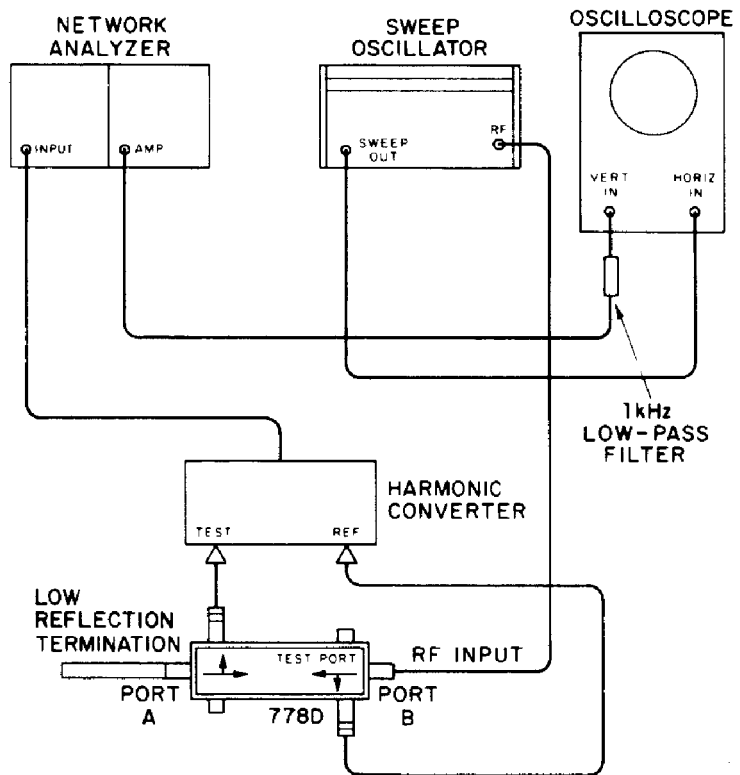 NETWORK
ANALYZER
SWEEP
OSCILLATOR
OSCILLOSCOPE
INPUT
AMP
SWEEP
OUT
RF
VERT
IN
HORIZ
IN
1kHz
LOW-PASS
FILTER
HARMONIC
CONVERTER
TEST
REF
LOW
REFLECTION
TERMINATION
TEST PORT
RF INPUT
PORT
A
778D
PORT
B